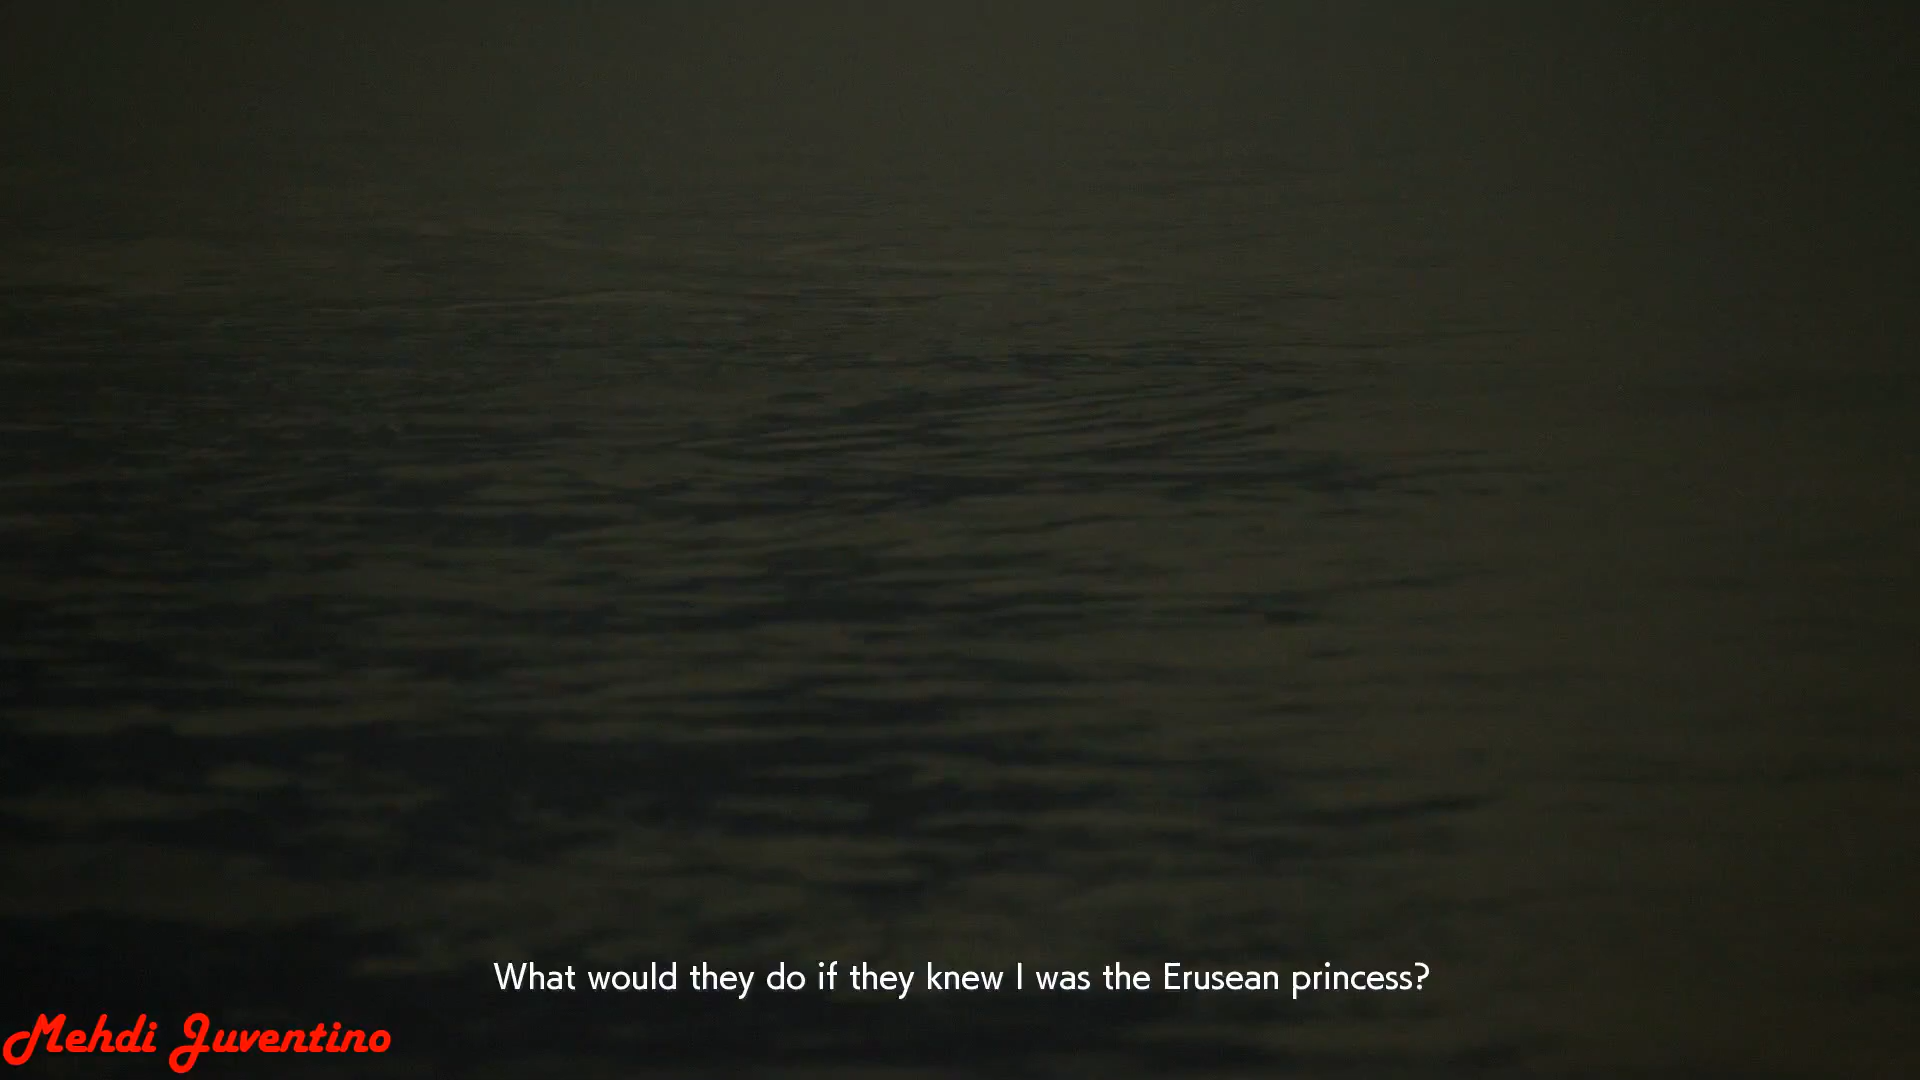 What would they do if they knew I was the Erusean princess?
Mehdi Juventino